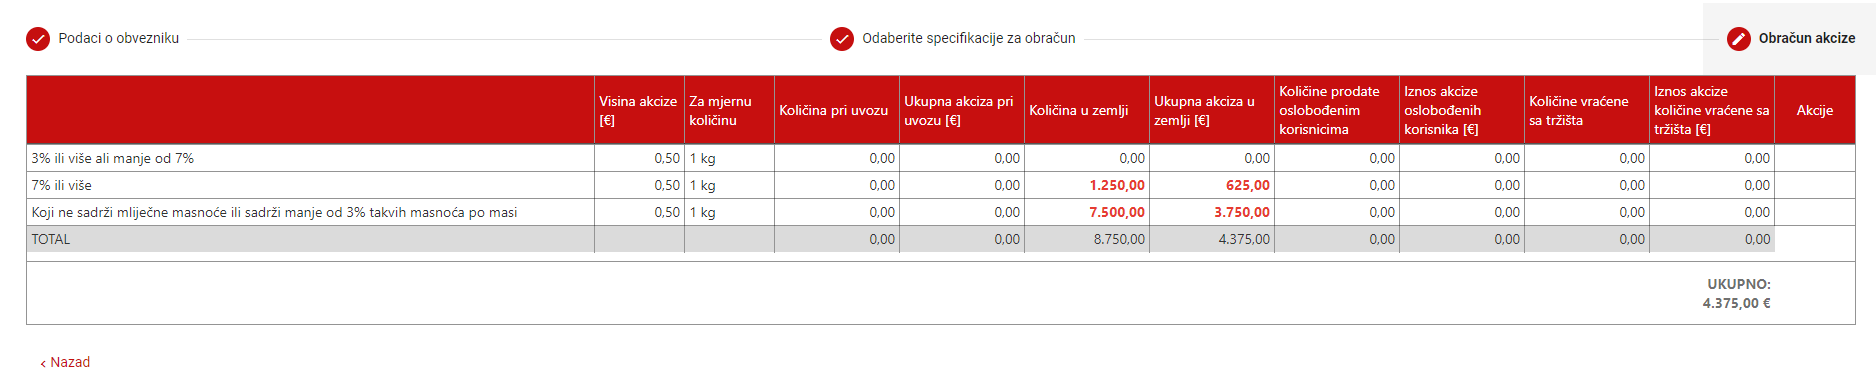 Podaci o obvezniku
Odaberite specifikacije za obračun
Obračun akcize
Visina akcize [€] Za mjernu količinu Količina pri uvozu Ukupna akciza pri uvozu [€] Količina u zemlji Ukupna akciza u zemlji [€] Količine prodate oslobođenim korisnicima Iznos akcize oslobođenih korisnika [€] Količine vraćene sa tržišta Iznos akcize količine vraćene sa tržišta [€] Akcije
3% ili više ali manje od 7% 0,50 1 kg 0,00 0,00 0,00 0,00 0,00 0,00 0,00 0,00
7% ili više 0,50 1 kg 0,00 0,00 1.250,00 625,00 0,00 0,00 0,00 0,00
Koji ne sadrži mliječne masnoće ili sadrži manje od 3% takvih masnoća po masi 0,50 1 kg 0,00 0,00 7.500,00 3.750,00 0,00 0,00 0,00 0,00
TOTAL 0,00 0,00 8.750,00 4.375,00 0,00 0,00 0,00 0,00
UKUPNO:
4.375,00 €
‹ Nazad